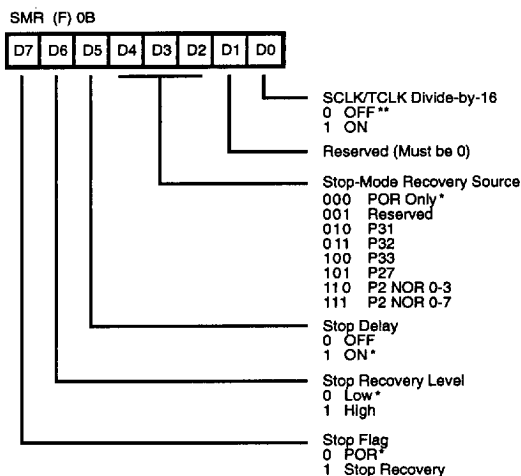 SMR (F) 0B
D7 D6 D5 D4 D3 D2 D1 D0
SCLK/TCLK Divide-by-16
0 OFF**
1 ON
Reserved (Must be 0)
Stop-Mode Recovery Source
000 POR Only*
001 Reserved
010 P31
011 P32
100 P33
101 P27
110 P2 NOR 0-3
111 P2 NOR 0-7
Stop Delay
0 OFF
1 ON*
Stop Recovery Level
0 Low*
1 High
Stop Flag
0 POR*
1 Stop Recovery